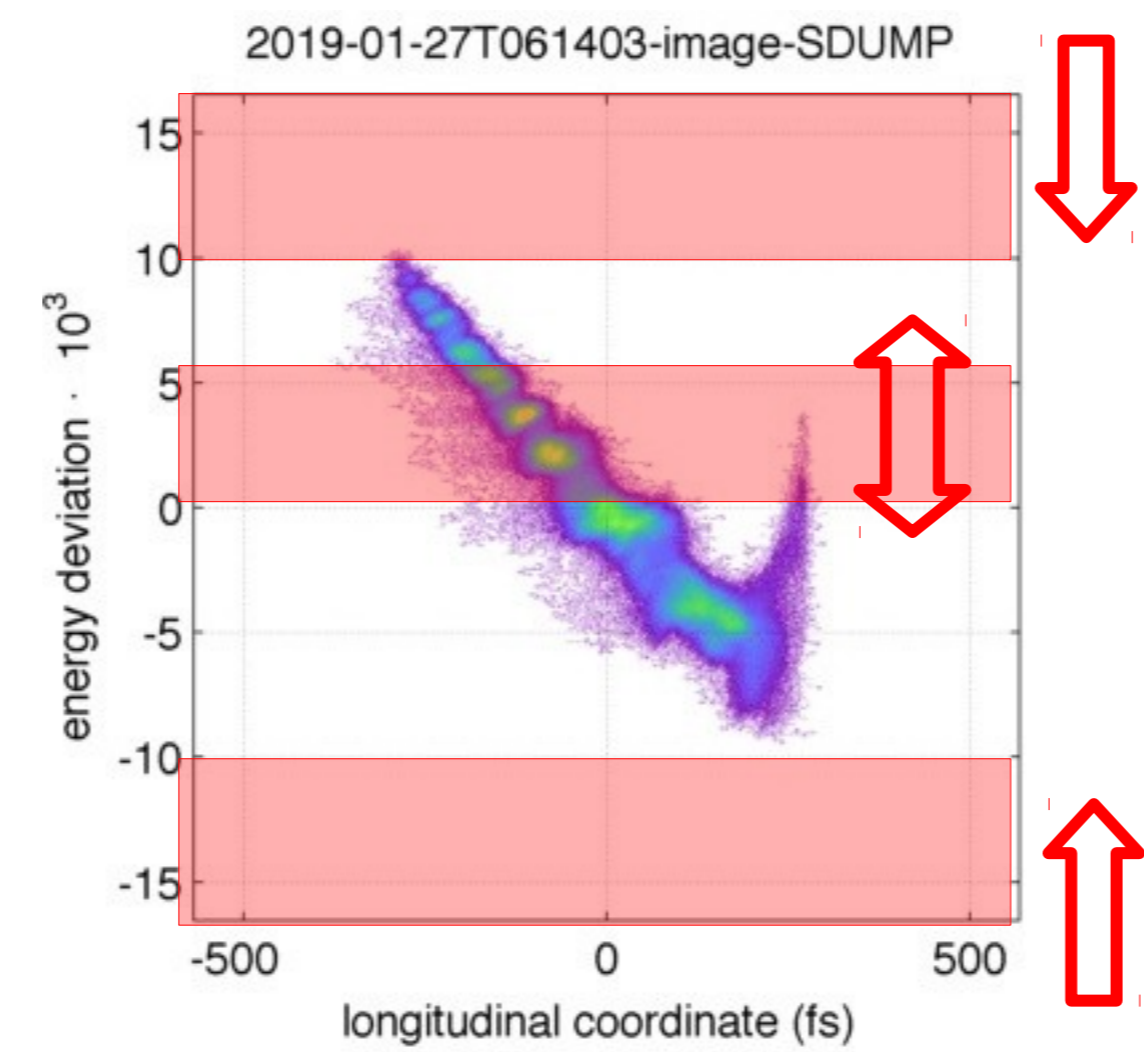 2019-01-27T061403-image-SDUMP
15
10
5
0
-5
-10
-15
energy deviation · 10³
-500 0 500
longitudinal coordinate (fs)